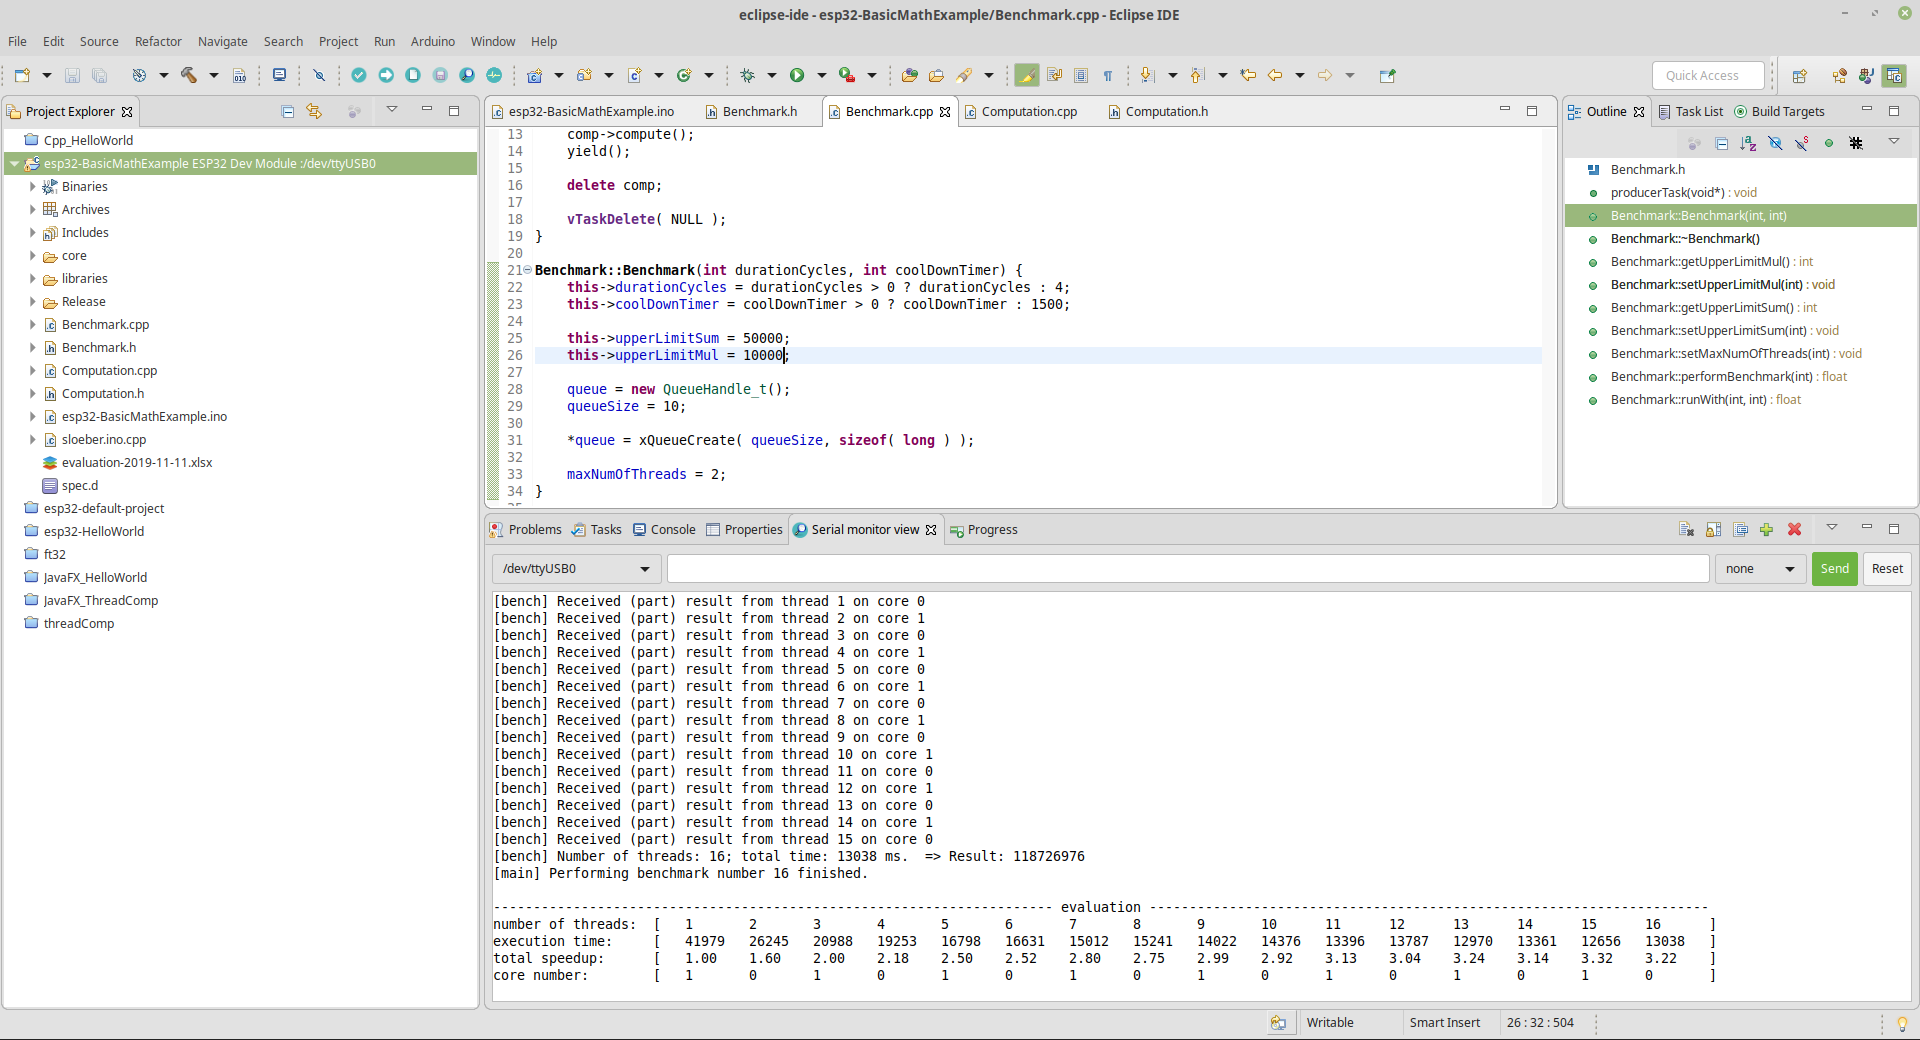 eclipse-ide - esp32-BasicMathExample/Benchmark.cpp - Eclipse IDE
File Edit Source Refactor Navigate Search Project Run Arduino Window Help
Quick Access
Project Explorer
Cpp_HelloWorld
esp32-BasicMathExample ESP32 Dev Module :/dev/ttyUSB0
Binaries
Archives
Includes
core
libraries
Release
Benchmark.cpp
Benchmark.h
Computation.cpp
Computation.h
esp32-BasicMathExample.ino
sloeber.ino.cpp
evaluation-2019-11-11.xlsx
spec.d
esp32-default-project
esp32-HelloWorld
ft32
JavaFX_HelloWorld
JavaFX_ThreadComp
threadComp
esp32-BasicMathExample.ino Benchmark.h Benchmark.cpp Computation.cpp Computation.h
13 comp->compute();
14 yield();
15
16 delete comp;
17
18 vTaskDelete( NULL );
19 }
20
21 Benchmark::Benchmark(int durationCycles, int coolDownTimer) {
22 this->durationCycles = durationCycles > 0 ? durationCycles : 4;
23 this->coolDownTimer = coolDownTimer > 0 ? coolDownTimer : 1500;
24
25 this->upperLimitSum = 50000;
26 this->upperLimitMul = 10000;
27
28 queue = new QueueHandle_t();
29 queueSize = 10;
30
31 *queue = xQueueCreate( queueSize, sizeof( long ) );
32
33 maxNumOfThreads = 2;
34 }
Outline Task List Build Targets
Benchmark.h
producerTask(void*) : void
Benchmark::Benchmark(int, int)
Benchmark::~Benchmark()
Benchmark::getUpperLimitMul() : int
Benchmark::setUpperLimitMul(int) : void
Benchmark::getUpperLimitSum() : int
Benchmark::setUpperLimitSum(int) : void
Benchmark::setMaxNumOfThreads(int) : void
Benchmark::performBenchmark(int) : float
Benchmark::runWith(int, int) : float
Problems Tasks Console Properties Serial monitor view Progress
/dev/ttyUSB0 none Send Reset
[bench] Received (part) result from thread 1 on core 0
[bench] Received (part) result from thread 2 on core 1
[bench] Received (part) result from thread 3 on core 0
[bench] Received (part) result from thread 4 on core 1
[bench] Received (part) result from thread 5 on core 0
[bench] Received (part) result from thread 6 on core 1
[bench] Received (part) result from thread 7 on core 0
[bench] Received (part) result from thread 8 on core 1
[bench] Received (part) result from thread 9 on core 0
[bench] Received (part) result from thread 10 on core 1
[bench] Received (part) result from thread 11 on core 0
[bench] Received (part) result from thread 12 on core 1
[bench] Received (part) result from thread 13 on core 0
[bench] Received (part) result from thread 14 on core 1
[bench] Received (part) result from thread 15 on core 0
[bench] Number of threads: 16; total time: 13038 ms. => Result: 118726976
[main] Performing benchmark number 16 finished.
---------------------------------------------------------------------- evaluation ----------------------------------------------------------------------
number of threads: [ 1 2 3 4 5 6 7 8 9 10 11 12 13 14 15 16 ]
execution time: [ 41979 26245 20988 19253 16798 16631 15012 15241 14022 14376 13396 13787 12970 13361 12656 13038 ]
total speedup: [ 1.00 1.60 2.00 2.18 2.50 2.52 2.80 2.75 2.99 2.92 3.13 3.04 3.24 3.14 3.32 3.22 ]
core number: [ 1 0 1 0 1 0 1 0 1 0 1 0 1 0 1 0 ]
Writable Smart Insert 26 : 32 : 504